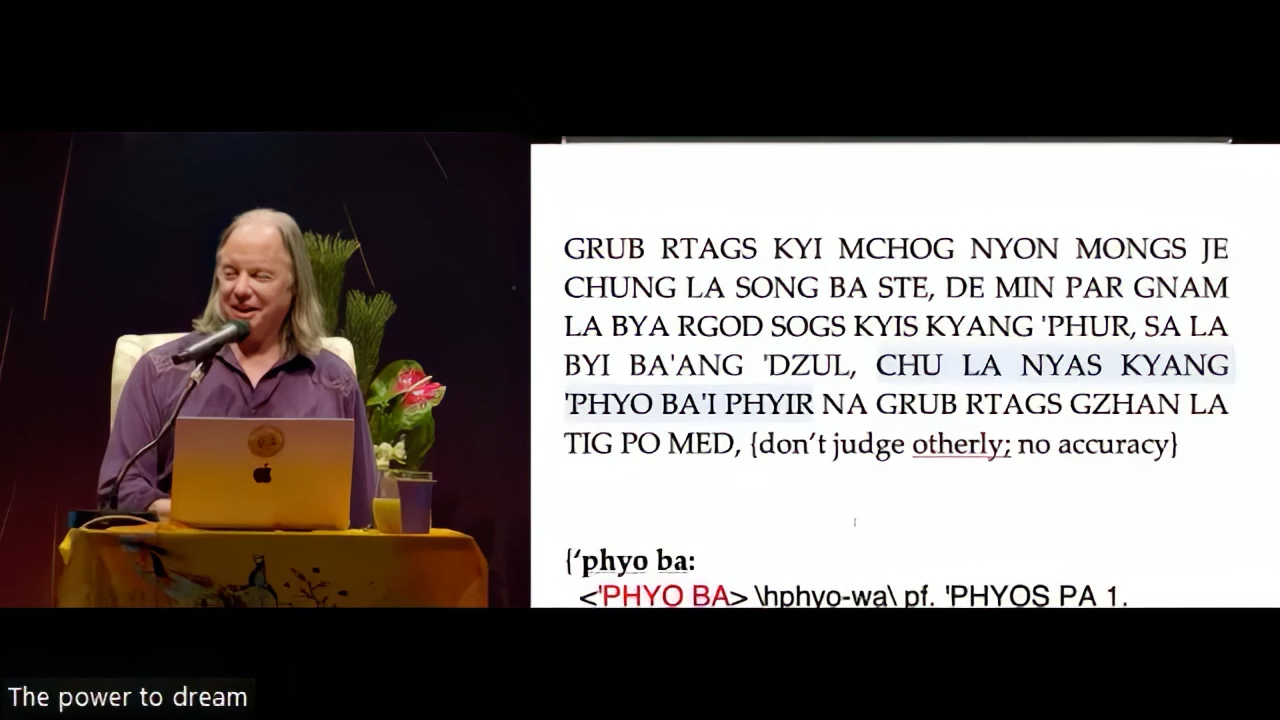 GRUB RTAGS KYI MCHOG NYON MONGS JE
CHUNG LA SONG BA STE, DE MIN PAR GNAM
LA BYA RGOD SOGS KYIS KYANG 'PHUR, SA LA
BYI BA'ANG 'DZUL, CHU LA NYAS KYANG
'PHYO BA'I PHYIR NA GRUB RTAGS GZHAN LA
TIG PO MED, {don't judge otherly; no accuracy}
{‘phyo ba:
<'PHYO BA> \hphyo-wa\ pf. 'PHYOS PA 1.
The power to dream